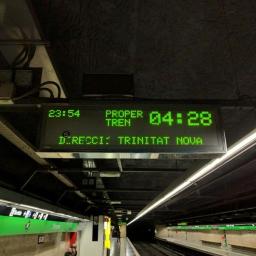 23:54 PROPER TREN 04:28
DIRECCIÓ TRINITAT NOVA